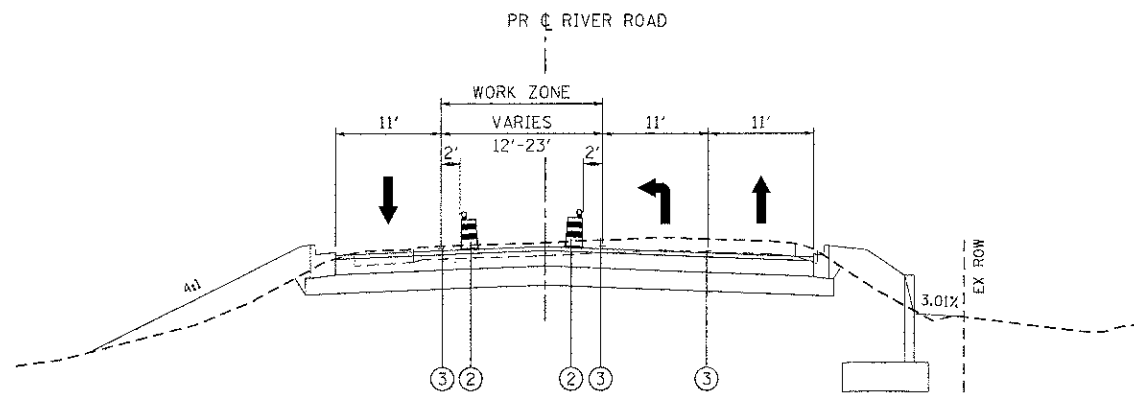 PR ℄ RIVER ROAD
WORK ZONE
11' VARIES 11' 11'
12'-23'
2' 2'
4:1
3.01%
EX ROW
3 2 2 3 3